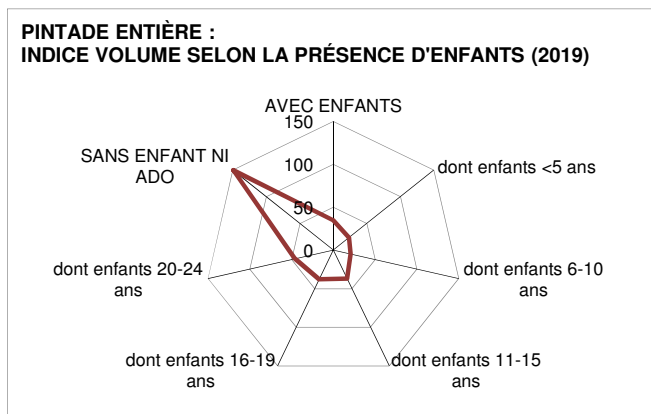 PINTADE ENTIÈRE :
INDICE VOLUME SELON LA PRÉSENCE D'ENFANTS (2019)
AVEC ENFANTS
150
100
50
0
dont enfants <5 ans
dont enfants 6-10
ans
dont enfants 11-15
ans
dont enfants 16-19
ans
dont enfants 20-24
ans
SANS ENFANT NI
ADO